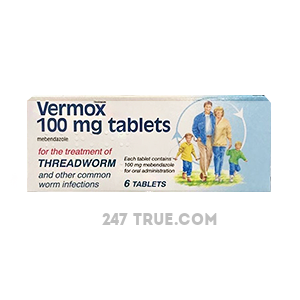 Vermox
100 mg tablets
mebendazole
for the treatment of
THREADWORM
and other common
worm infections
Each tablet contains
100 mg mebendazole
for oral administration
6 TABLETS
247 TRUE.COM